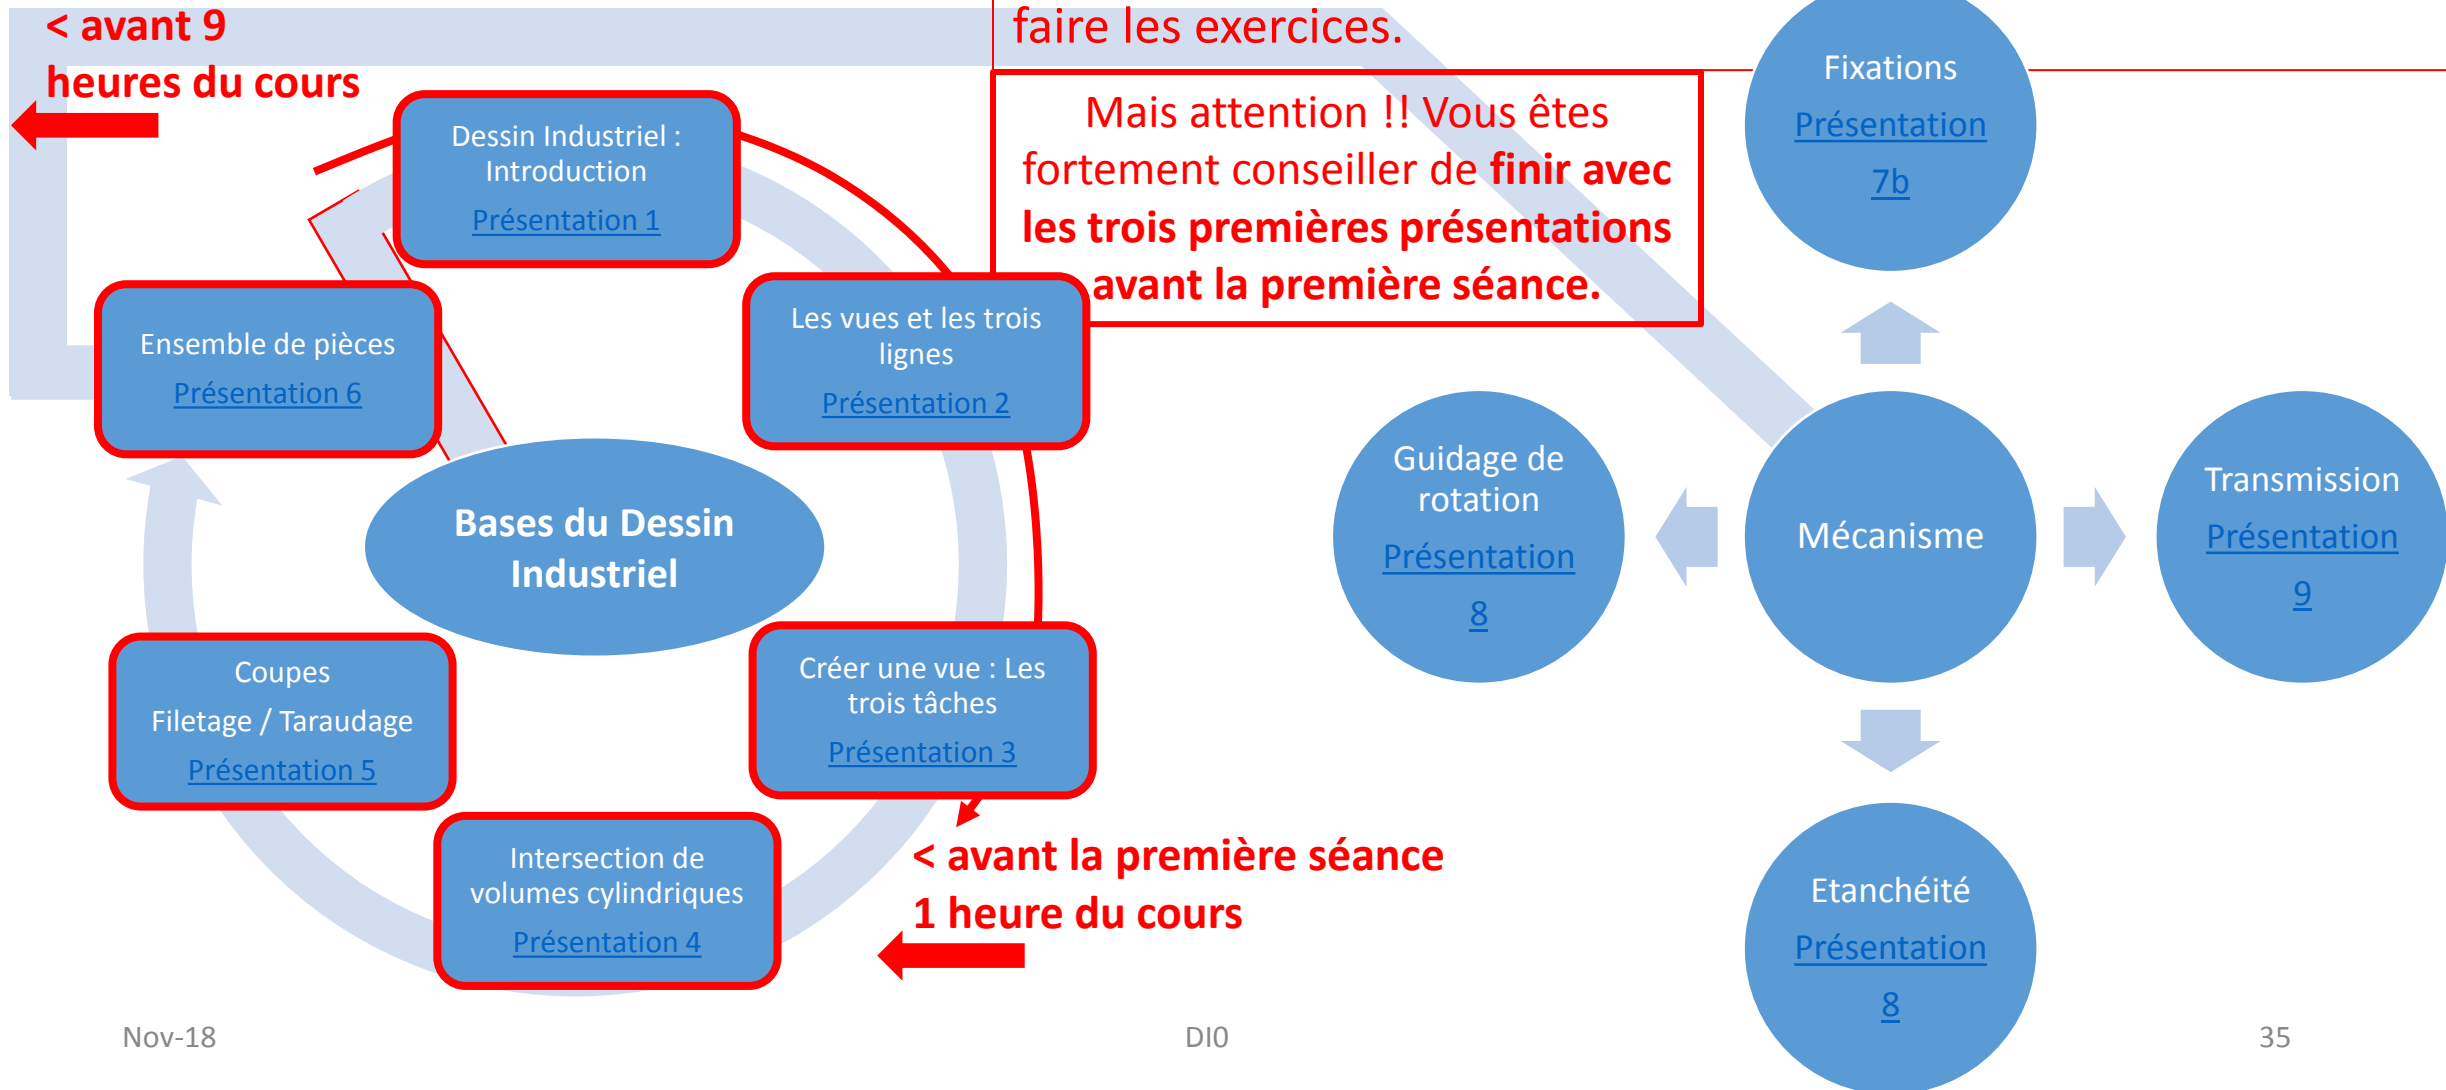 < avant 9
heures du cours
faire les exercices.
Mais attention !! Vous êtes
fortement conseiller de finir avec
les trois premières présentations
avant la première séance.
Dessin Industriel :
Introduction
Présentation 1
Les vues et les trois
lignes
Présentation 2
Créer une vue : Les
trois tâches
Présentation 3
Intersection de
volumes cylindriques
Présentation 4
Coupes
Filetage / Taraudage
Présentation 5
Ensemble de pièces
Présentation 6
Bases du Dessin
Industriel
< avant la première séance
1 heure du cours
Fixations
Présentation
7b
Guidage de
rotation
Présentation
8
Mécanisme
Transmission
Présentation
9
Etanchéité
Présentation
8
Nov-18
DI0
35